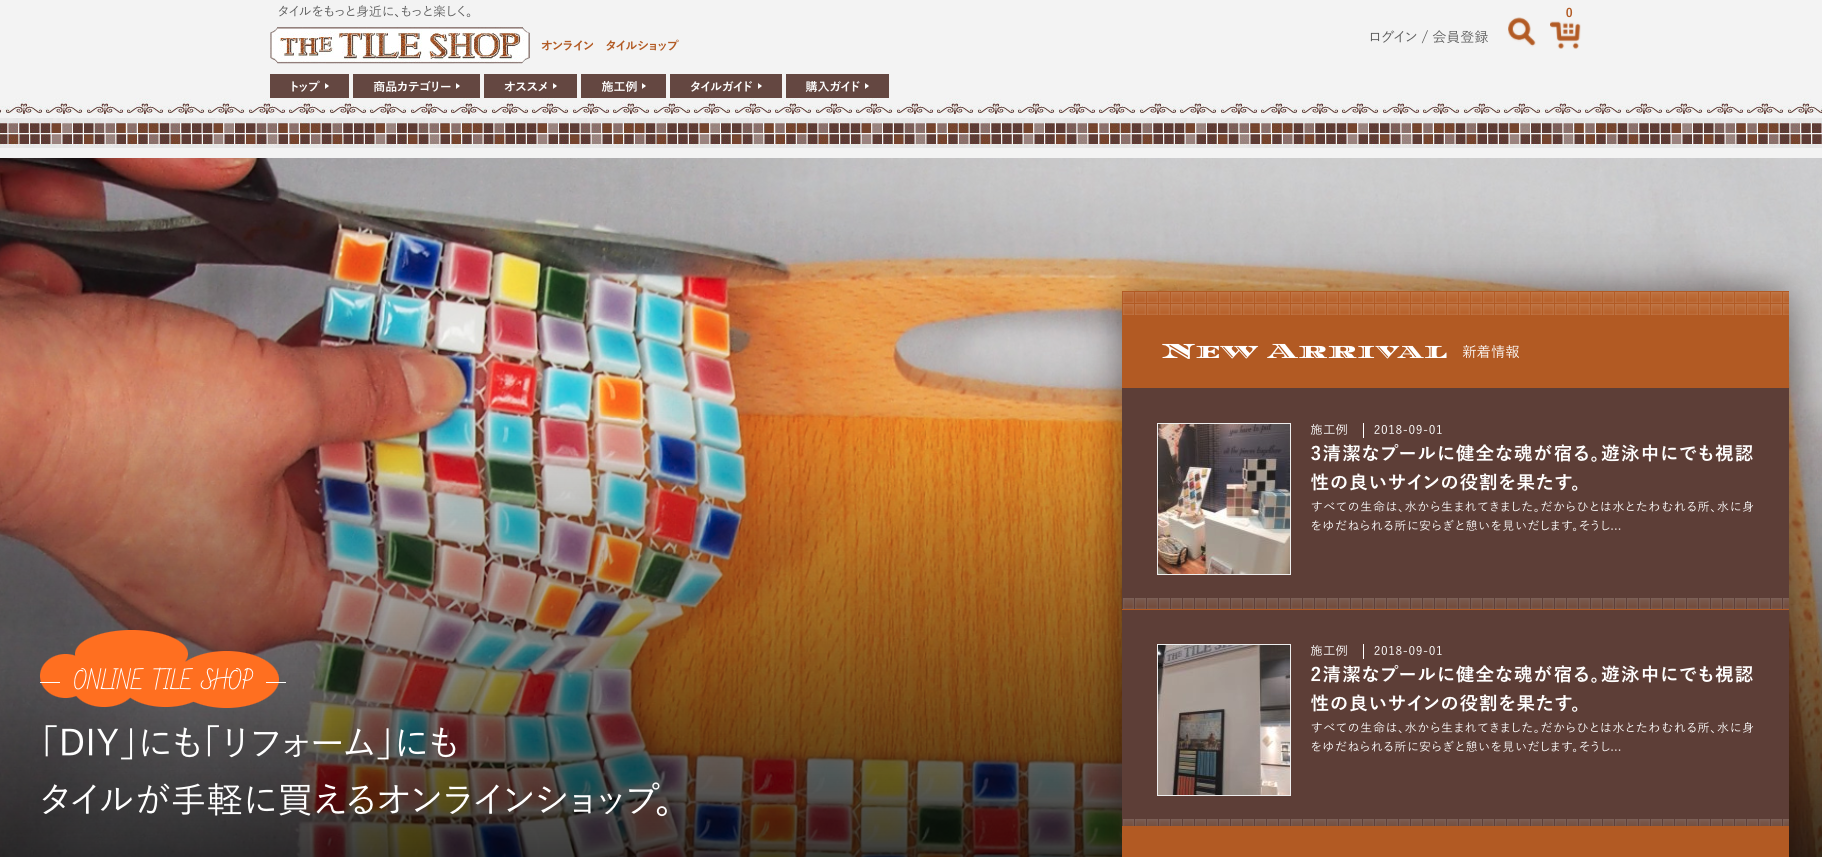 タイルをもっと身近に、もっと楽しく。
THE TILE SHOP オンライン タイルショップ
ログイン / 会員登録
0
トップ 商品カテゴリー オススメ 施工例 タイルガイド 購入ガイド
ONLINE TILE SHOP
「DIY」にも「リフォーム」にも
タイルが手軽に買えるオンラインショップ。
NEW ARRIVAL 新着情報
施工例 | 2018-09-01
3清潔なプールに健全な魂が宿る。遊泳中にでも視認
性の良いサインの役割を果たす。
すべての生命は、水から生まれてきました。だからひとは水とたわむれる所、水に身
をゆだねられる所に安らぎと憩いを見いだします。そうし...
施工例 | 2018-09-01
2清潔なプールに健全な魂が宿る。遊泳中にでも視認
性の良いサインの役割を果たす。
すべての生命は、水から生まれてきました。だからひとは水とたわむれる所、水に身
をゆだねられる所に安らぎと憩いを見いだします。そうし...